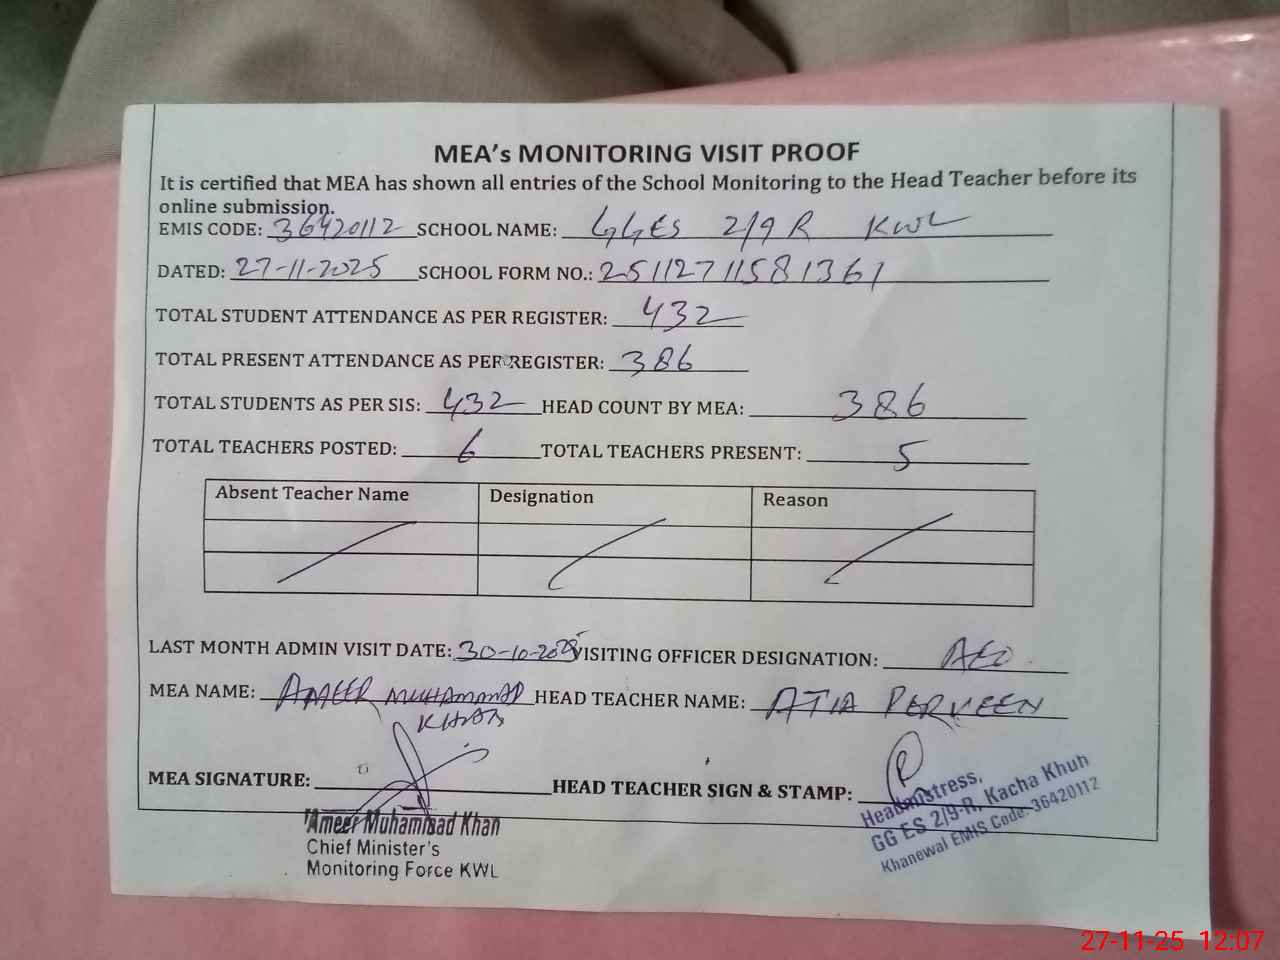 MEA's MONITORING VISIT PROOF
It is certified that MEA has shown all entries of the School Monitoring to the Head Teacher before its
online submission.
EMIS CODE: 36420112 SCHOOL NAME: GGES 2/9 R KWL
DATED: 27-11-2025 SCHOOL FORM NO.: 25112711581361
TOTAL STUDENT ATTENDANCE AS PER REGISTER: 432
TOTAL PRESENT ATTENDANCE AS PER REGISTER: 386
TOTAL STUDENTS AS PER SIS: 432 HEAD COUNT BY MEA: 386
TOTAL TEACHERS POSTED: 6 TOTAL TEACHERS PRESENT: 5
Absent Teacher Name Designation Reason
LAST MONTH ADMIN VISIT DATE: 30-10-2025 VISITING OFFICER DESIGNATION: AEO
MEA NAME: AMEER MUHAMMAD HEAD TEACHER NAME: ATIA PERVEEN
KHAN
MEA SIGNATURE: HEAD TEACHER SIGN & STAMP:
Ameer Muhammad Khan
Chief Minister's
Monitoring Force KWL
Headmistress,
GG ES 2/9-R, Kacha Khuh
Khanewal EMIS Code:-36420112
27-11-25 12:07